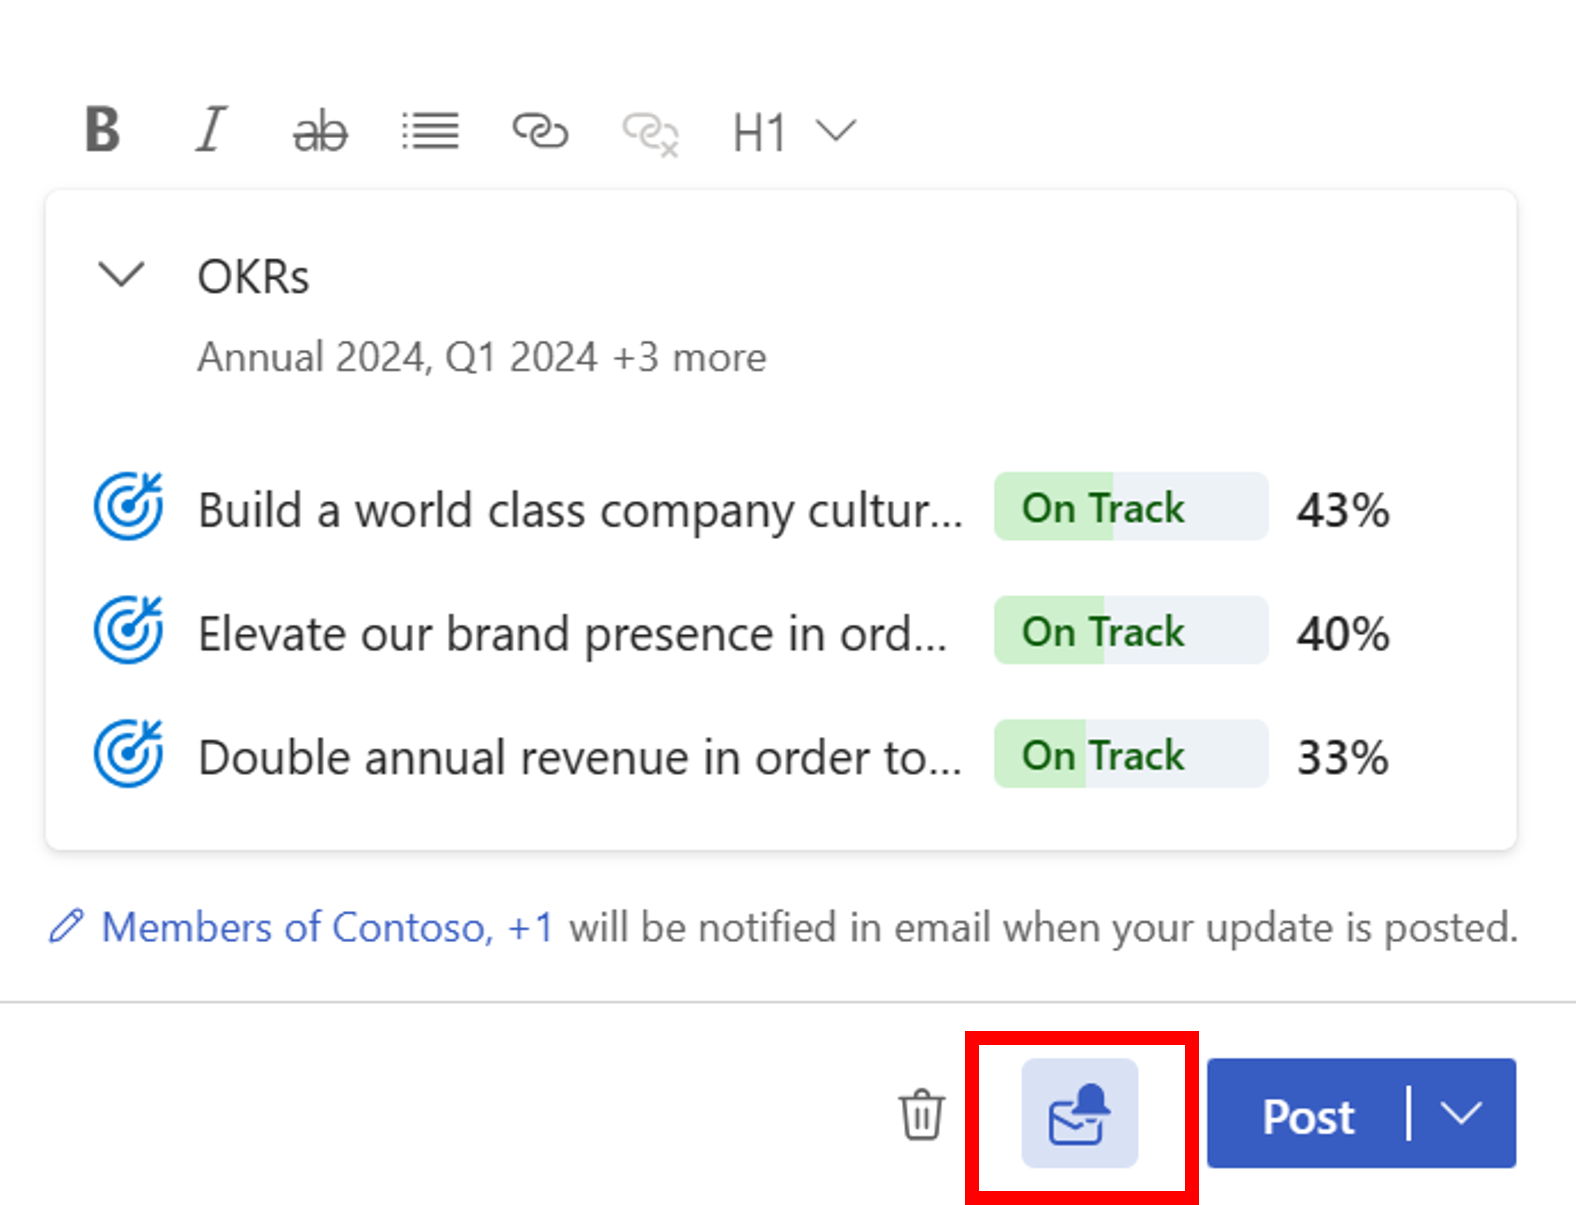 B I ab H1
OKRs
Annual 2024, Q1 2024 +3 more
Build a world class company cultur... On Track 43%
Elevate our brand presence in ord... On Track 40%
Double annual revenue in order to... On Track 33%
Members of Contoso, +1 will be notified in email when your update is posted.
Post